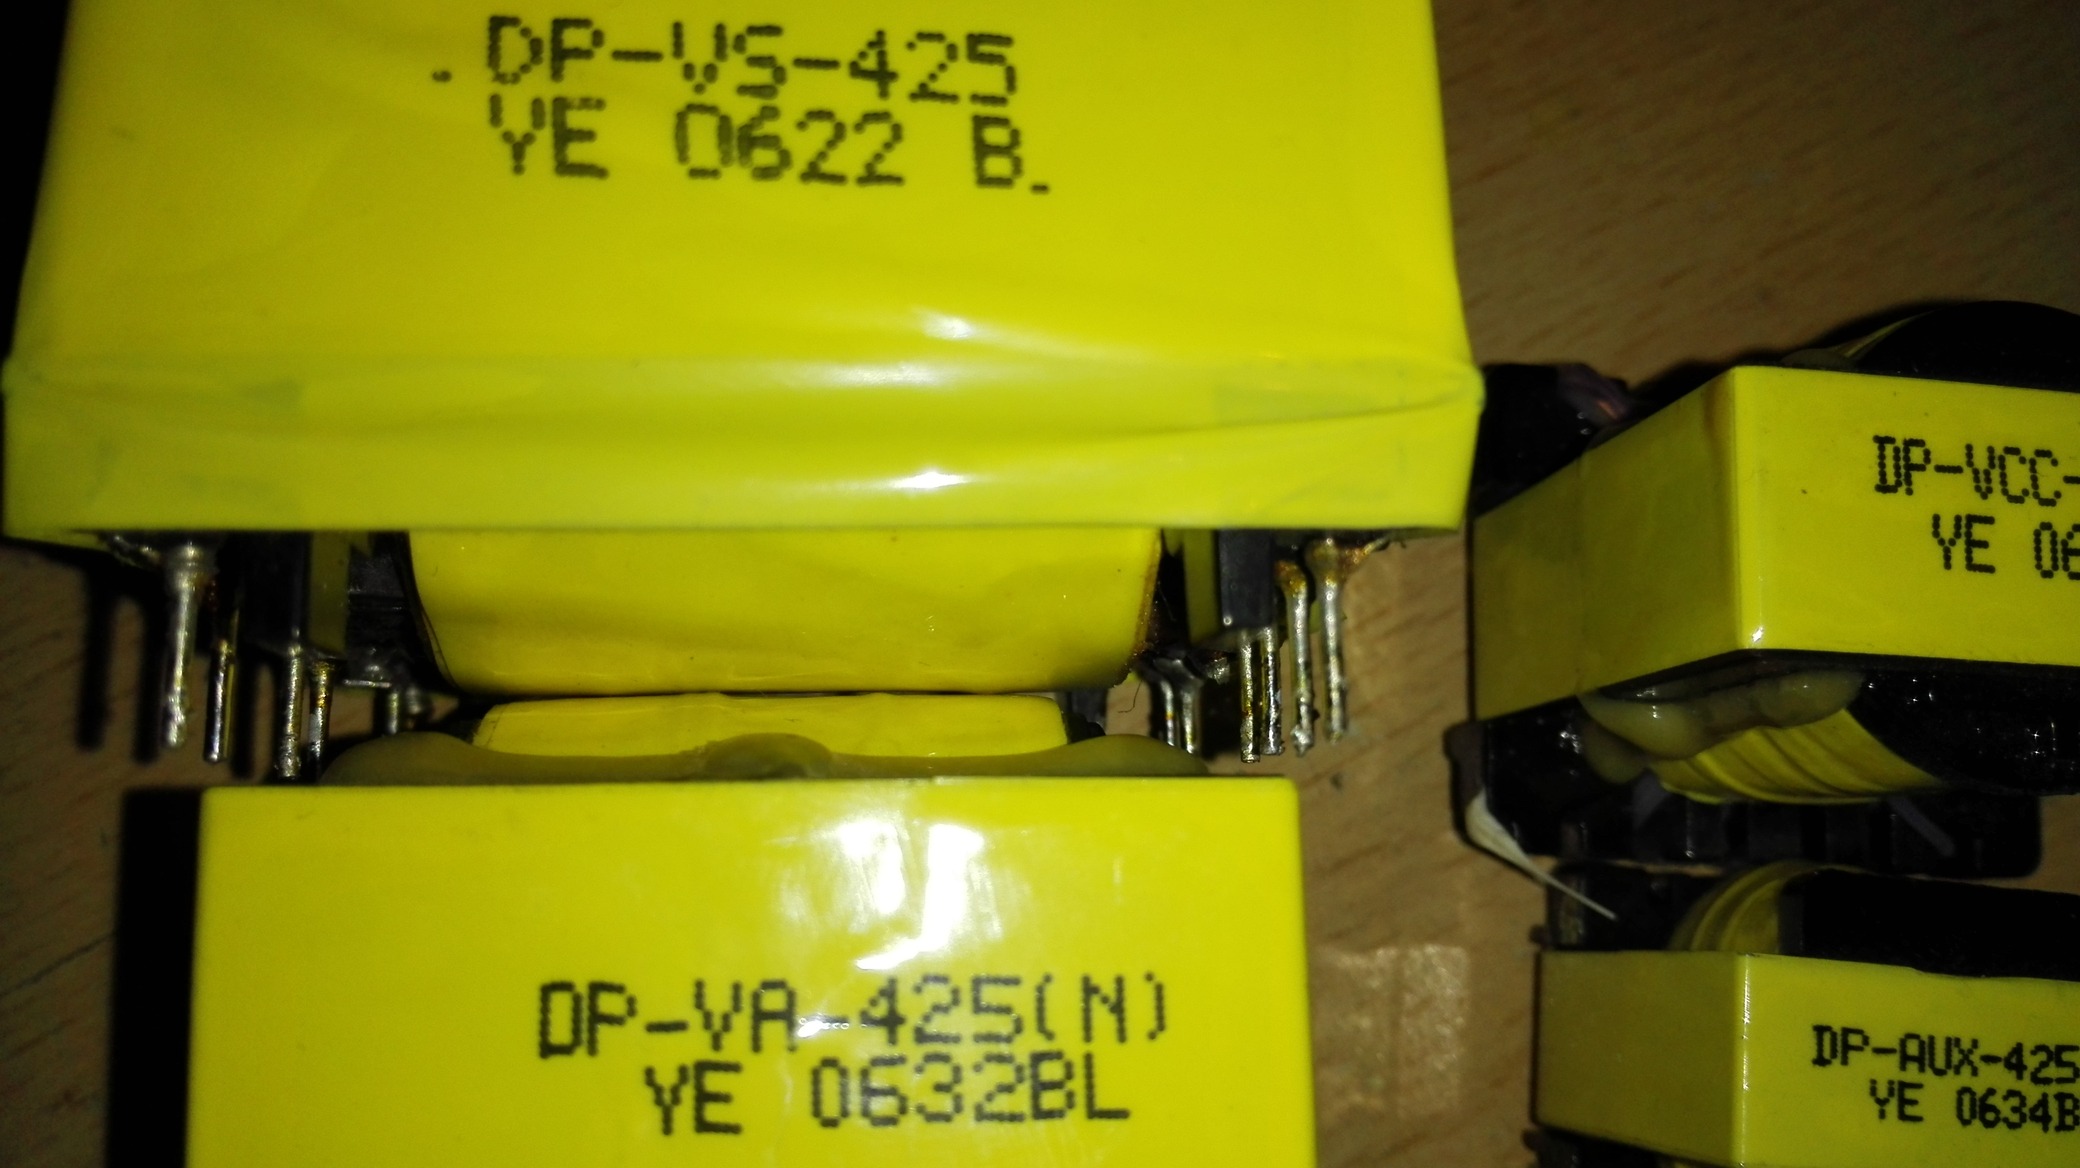 . DP-VS-425
YE 0622 B.
DP-VCC-
YE 06
DP-VA-425(N)
YE 0632BL
DP-AUX-425
YE 0634B